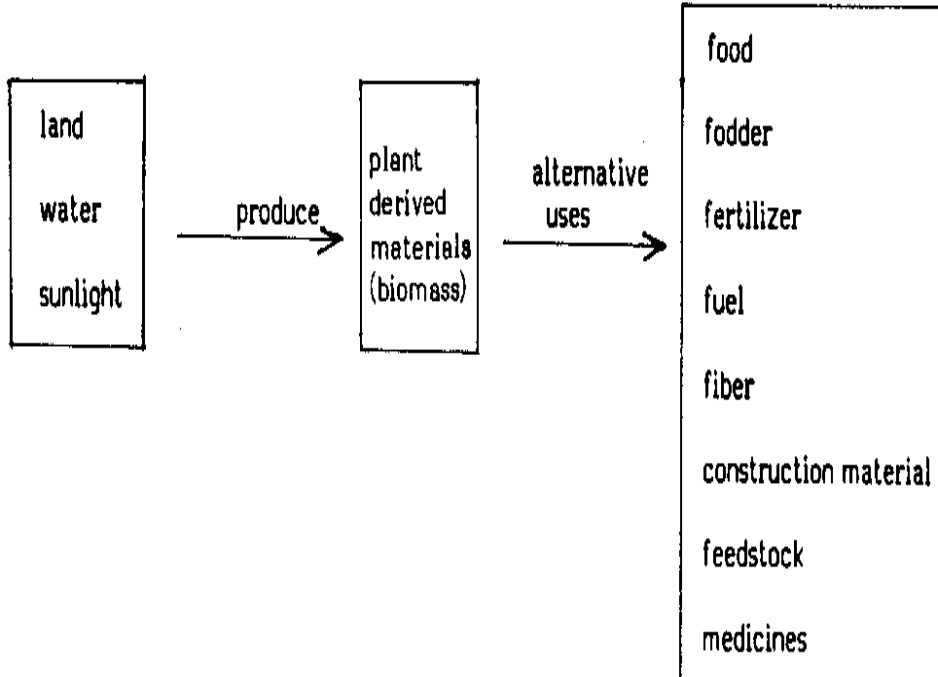 land
water
sunlight
produce
plant
derived
materials
(biomass)
alternative
uses
food
fodder
fertilizer
fuel
fiber
construction material
feedstock
medicines